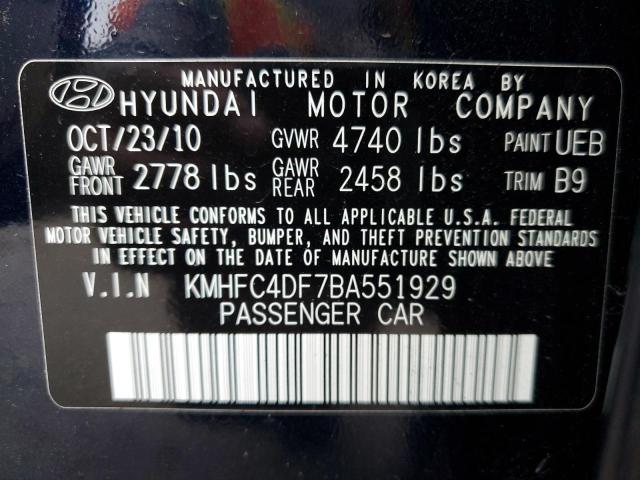 MANUFACTURED IN KOREA BY
HYUNDAI MOTOR COMPANY
OCT/23/10 GVWR 4740 lbs PAINT UEB
GAWR FRONT 2778 lbs GAWR REAR 2458 lbs TRIM B9
THIS VEHICLE CONFORMS TO ALL APPLICABLE U.S.A. FEDERAL
MOTOR VEHICLE SAFETY, BUMPER, AND THEFT PREVENTION STANDARDS
IN EFFECT ON THE DATE OF MANUFACTURE SHOWN ABOVE.
V.I.N KMHFC4DF7BA551929
PASSENGER CAR